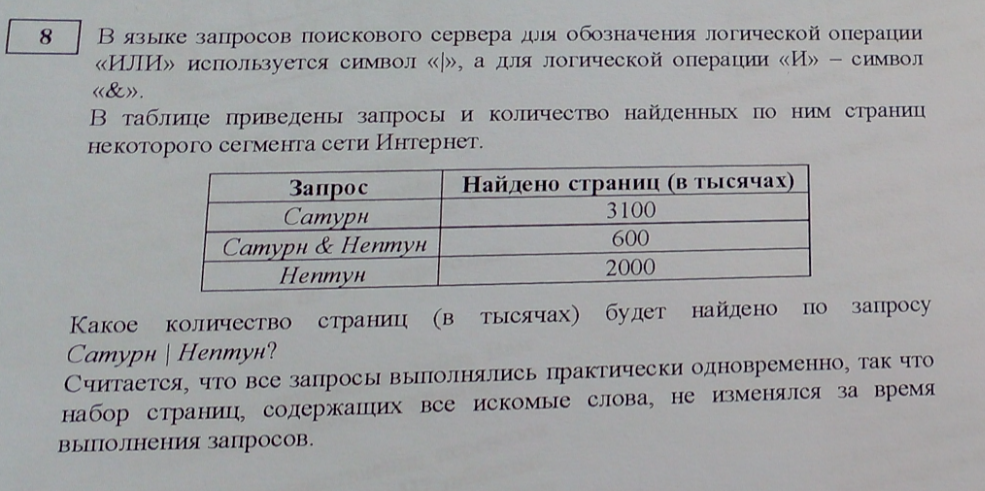 8
В языке запросов поискового сервера для обозначения логической операции
«ИЛИ» используется символ «|», а для логической операции «И» – символ
«&».
В таблице приведены запросы и количество найденных по ним страниц
некоторого сегмента сети Интернет.
Запрос Найдено страниц (в тысячах)
Сатурн 3100
Сатурн & Нептун 600
Нептун 2000
Какое количество страниц (в тысячах) будет найдено по запросу
Сатурн | Нептун?
Считается, что все запросы выполнялись практически одновременно, так что
набор страниц, содержащих все искомые слова, не изменялся за время
выполнения запросов.